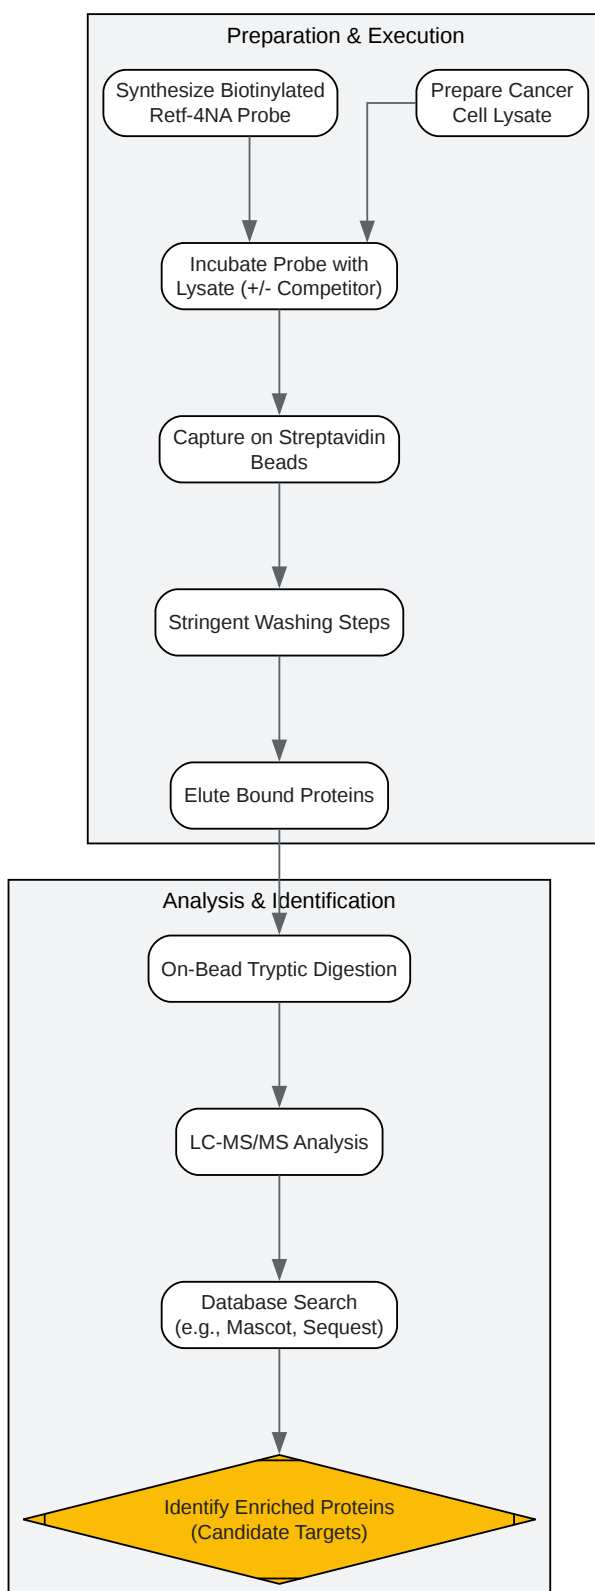 Preparation & Execution
Synthesize Biotinylated
Retf-4NA Probe
Prepare Cancer
Cell Lysate
Incubate Probe with
Lysate (+/- Competitor)
Capture on Streptavidin
Beads
Stringent Washing Steps
Elute Bound Proteins
Analysis & Identification
On-Bead Tryptic Digestion
LC-MS/MS Analysis
Database Search
(e.g., Mascot, Sequest)
Identify Enriched Proteins
(Candidate Targets)